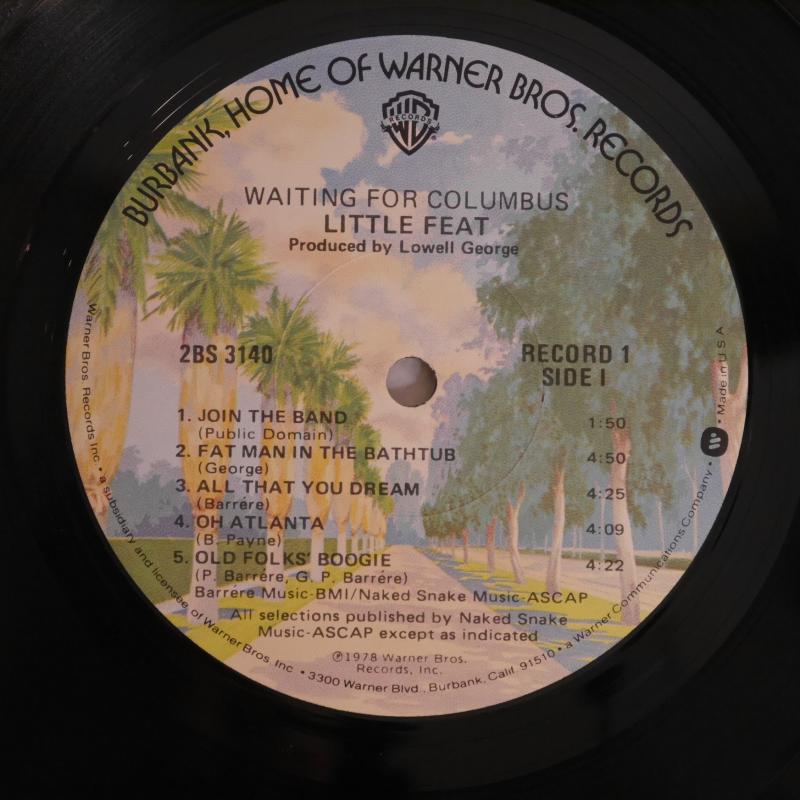 BURBANK, HOME OF WARNER BROS. RECORDS
W
RECORDS
WAITING FOR COLUMBUS
LITTLE FEAT
Produced by Lowell George
2BS 3140
RECORD 1
SIDE I
1. JOIN THE BAND 1:50
(Public Domain)
2. FAT MAN IN THE BATHTUB 4:50
(George)
3. ALL THAT YOU DREAM 4:25
(Barrére)
4. OH ATLANTA 4:09
(B. Payne)
5. OLD FOLKS' BOOGIE 4:22
(P. Barrére, G. P. Barrére)
Barrére Music-BMI/Naked Snake Music-ASCAP
All selections published by Naked Snake
Music-ASCAP except as indicated
℗1978 Warner Bros.
Records, Inc.
Warner Bros. Records Inc. • a subsidiary and licensee of Warner Bros. Inc. • 3300 Warner Blvd., Burbank, Calif. 91510 • a Warner Communications Company • Made in U.S.A.